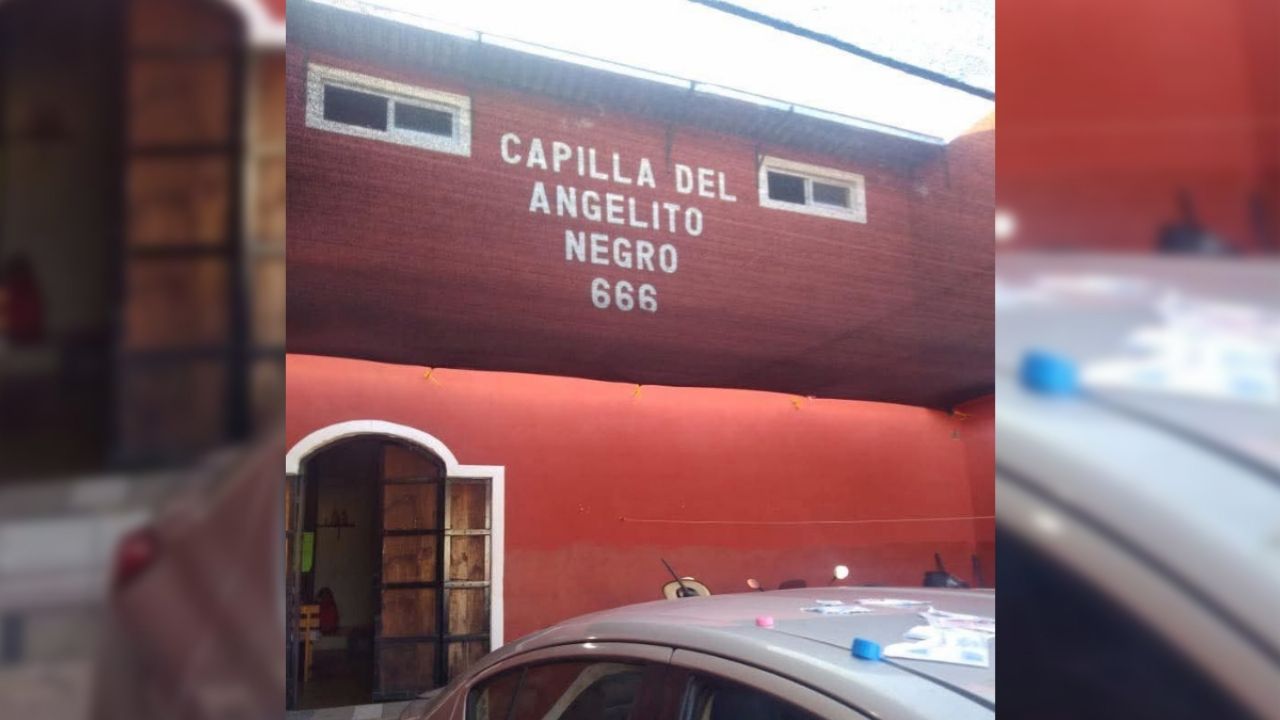 CAPILLA DEL
ANGELITO
NEGRO
666